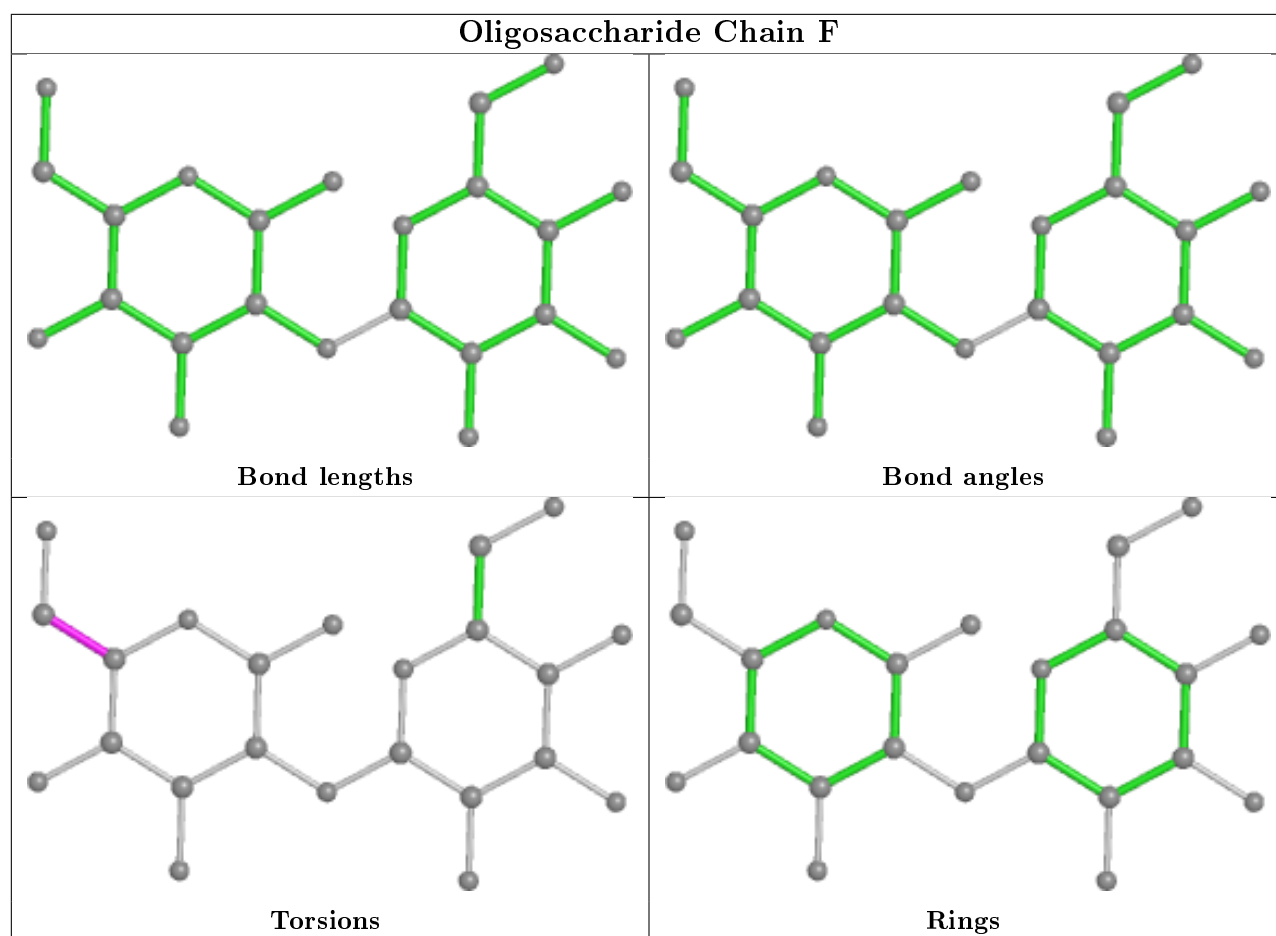 Oligosaccharide Chain F
Bond lengths
Bond angles
Torsions
Rings